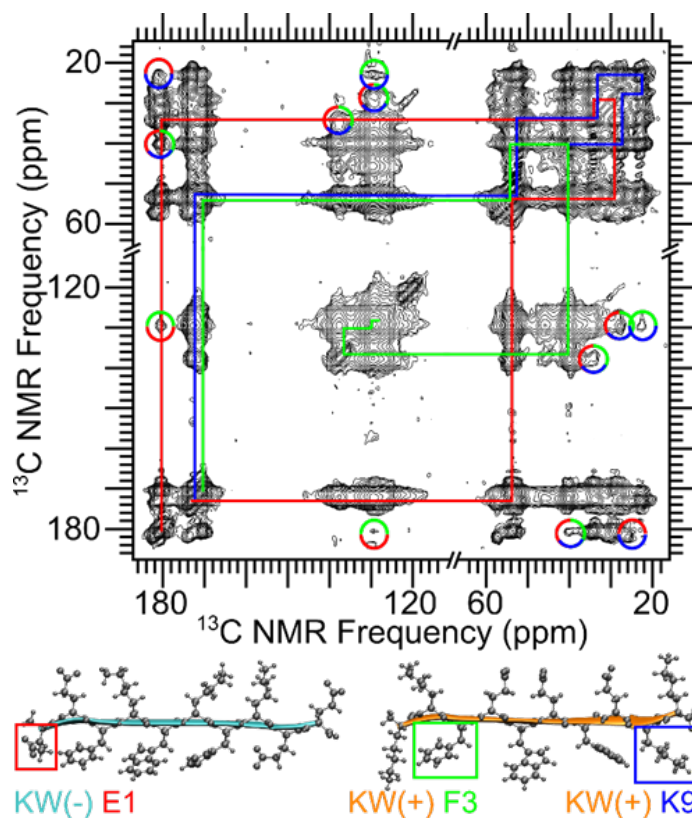 20
60
120
180
¹³C NMR Frequency (ppm)
180 120 60 20
¹³C NMR Frequency (ppm)
KW(-) E1 KW(+) F3 KW(+) K9